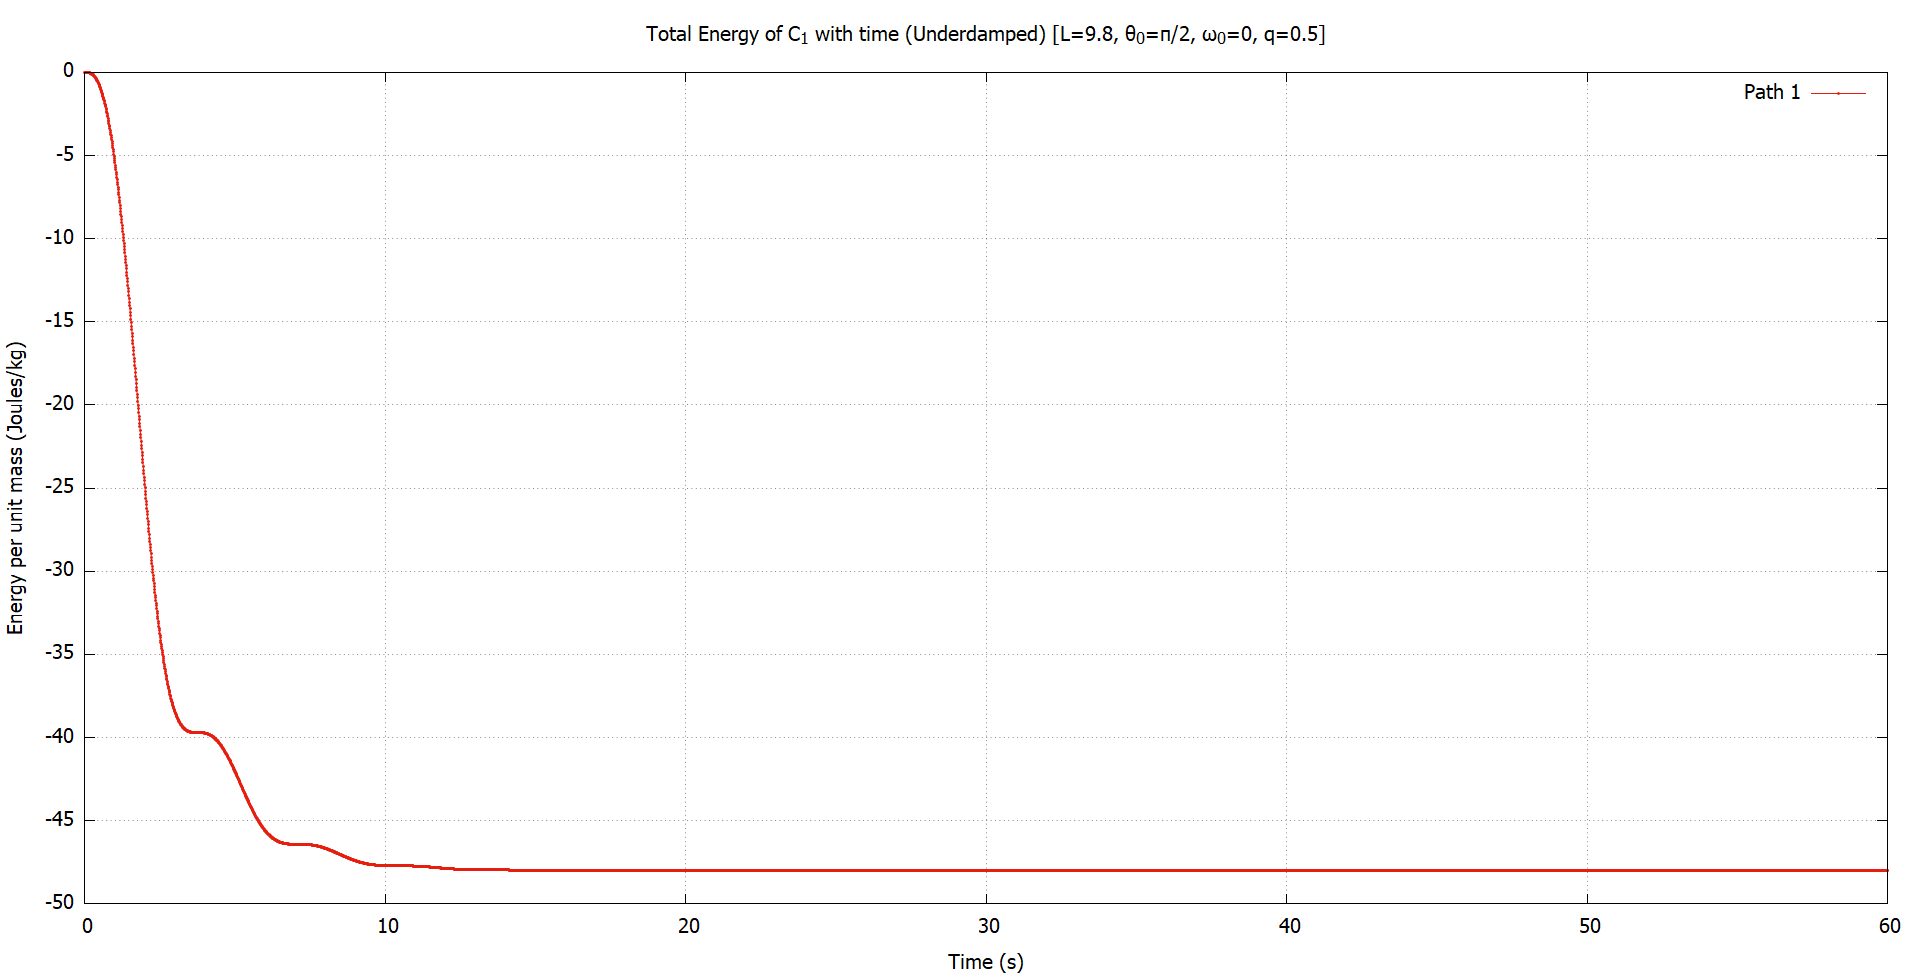 Total Energy of C₁ with time (Underdamped) [L=9.8, θ₀=π/2, ω₀=0, q=0.5]
Path 1
Energy per unit mass (Joules/kg)
0
-5
-10
-15
-20
-25
-30
-35
-40
-45
-50
0 10 20 30 40 50 60
Time (s)